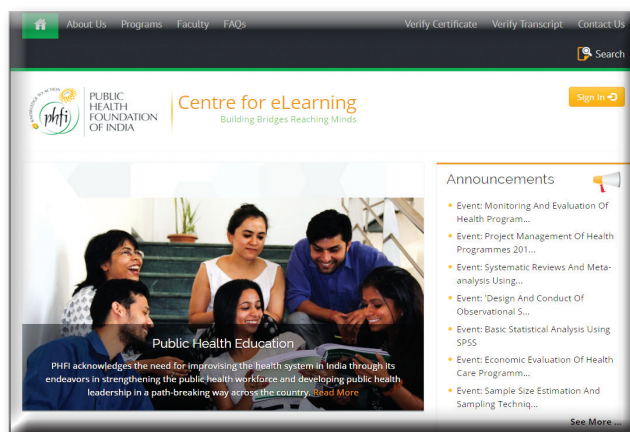 About Us Programs Faculty FAQs Verify Certificate Verify Transcript Contact Us
Search
KNOWLEDGE TO ACTION
phfi
PUBLIC
HEALTH
FOUNDATION
OF INDIA
Centre for eLearning
Building Bridges Reaching Minds
Sign In
Public Health Education
PHFI acknowledges the need for improvising the health system in India through its
endeavors in strengthening the public health workforce and developing public health
leadership in a path-breaking way across the country. Read More
Announcements
Event: Monitoring And Evaluation Of
Health Program...
Event: Project Management Of Health
Programmes 201...
Event: Systematic Reviews And Meta-
analysis Using...
Event: 'Design And Conduct Of
Observational S...
Event: Basic Statistical Analysis Using
SPSS
Event: Economic Evaluation Of Health
Care Programm...
Event: Sample Size Estimation And
Sampling Techniq...
See More ...